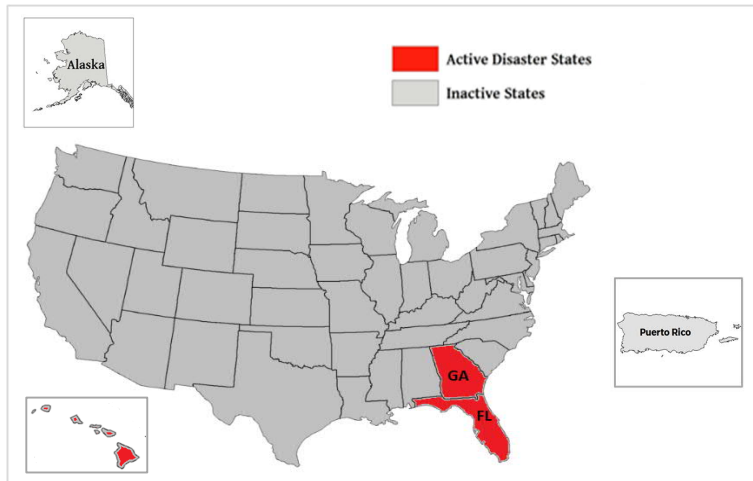 Alaska
Active Disaster States
Inactive States
Puerto Rico
GA
FL